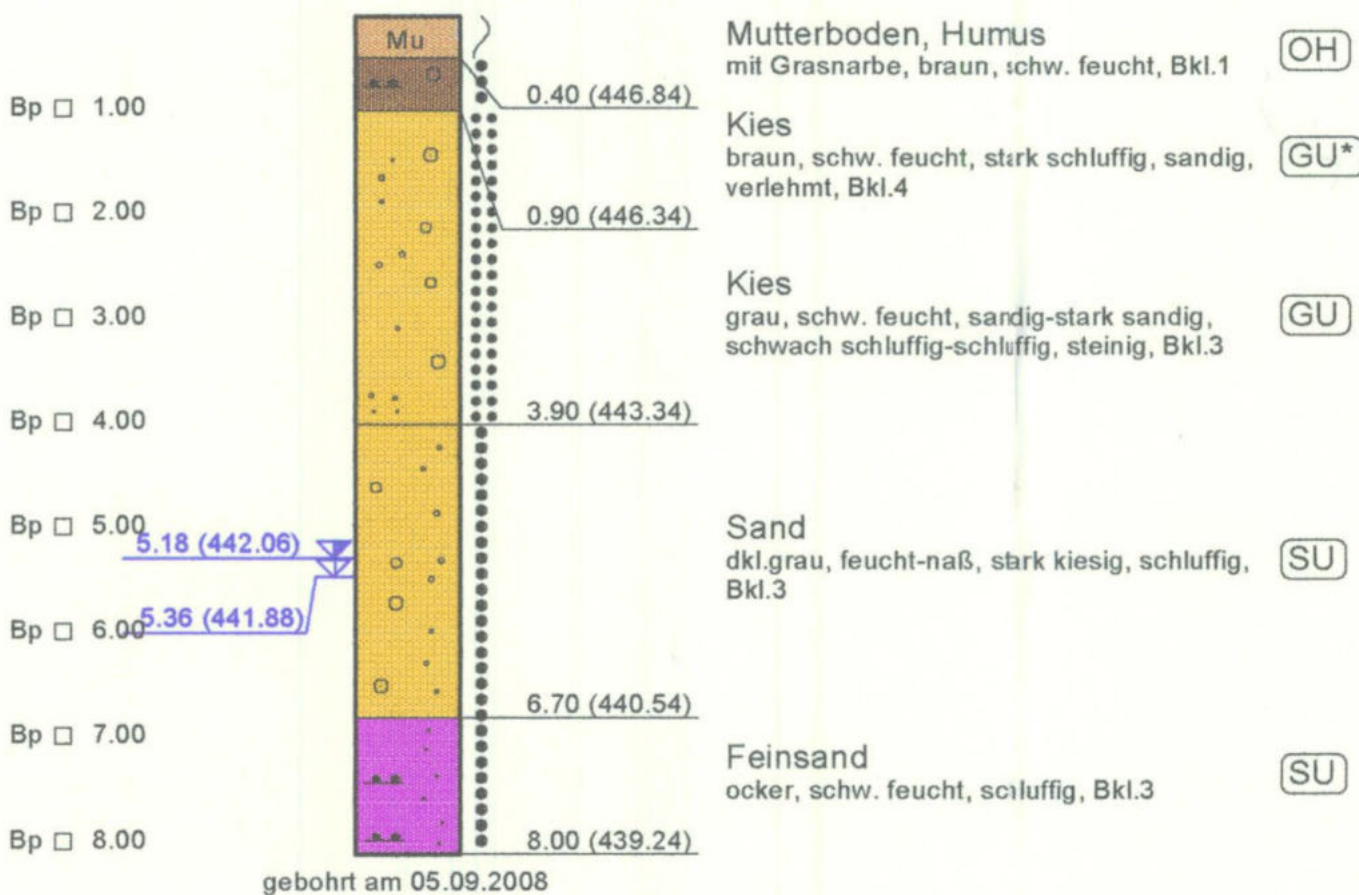 Mu
Mutterboden, Humus
mit Grasnarbe, braun, schw. feucht, Bkl.1
OH
Bp 1.00
0.40 (446.84)
Kies
braun, schw. feucht, stark schluffig, sandig,
verlehmt, Bkl.4
GU*
Bp 2.00
0.90 (446.34)
Kies
grau, schw. feucht, sandig-stark sandig,
schwach schluffig-schluffig, steinig, Bkl.3
GU
Bp 3.00
Bp 4.00
3.90 (443.34)
Bp 5.00
5.18 (442.06)
Sand
dkl.grau, feucht-naß, stark kiesig, schluffig,
Bkl.3
SU
Bp 6.00
5.36 (441.88)
6.70 (440.54)
Bp 7.00
Feinsand
ocker, schw. feucht, schluffig, Bkl.3
SU
Bp 8.00
8.00 (439.24)
gebohrt am 05.09.2008